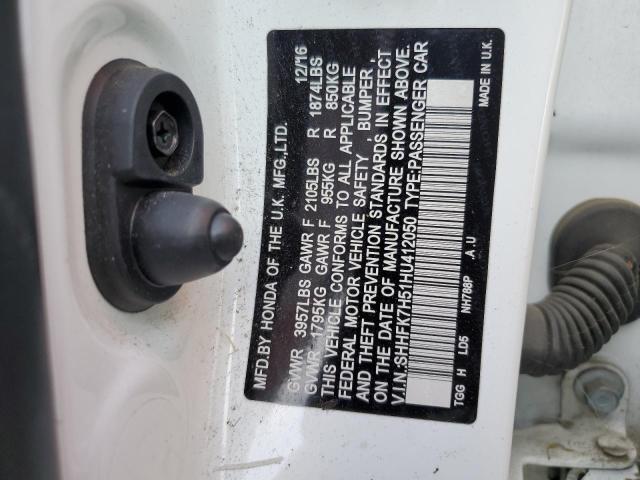 MFD.BY HONDA OF THE U.K. MFG.,LTD. 12/16
GVWR 3957LBS GAWR F 2105LBS R 1874LBS
GVWR 1795KG GAWR F 955KG R 850KG
THIS VEHICLE CONFORMS TO ALL APPLICABLE
FEDERAL MOTOR VEHICLE SAFETY , BUMPER ,
AND THEFT PREVENTION STANDARDS IN EFFECT
ON THE DATE OF MANUFACTURE SHOWN ABOVE.
V.I.N.:SHHFK7H51HU412050 TYPE:PASSENGER CAR
TGG H LD5 NH788P A U MADE IN U.K.